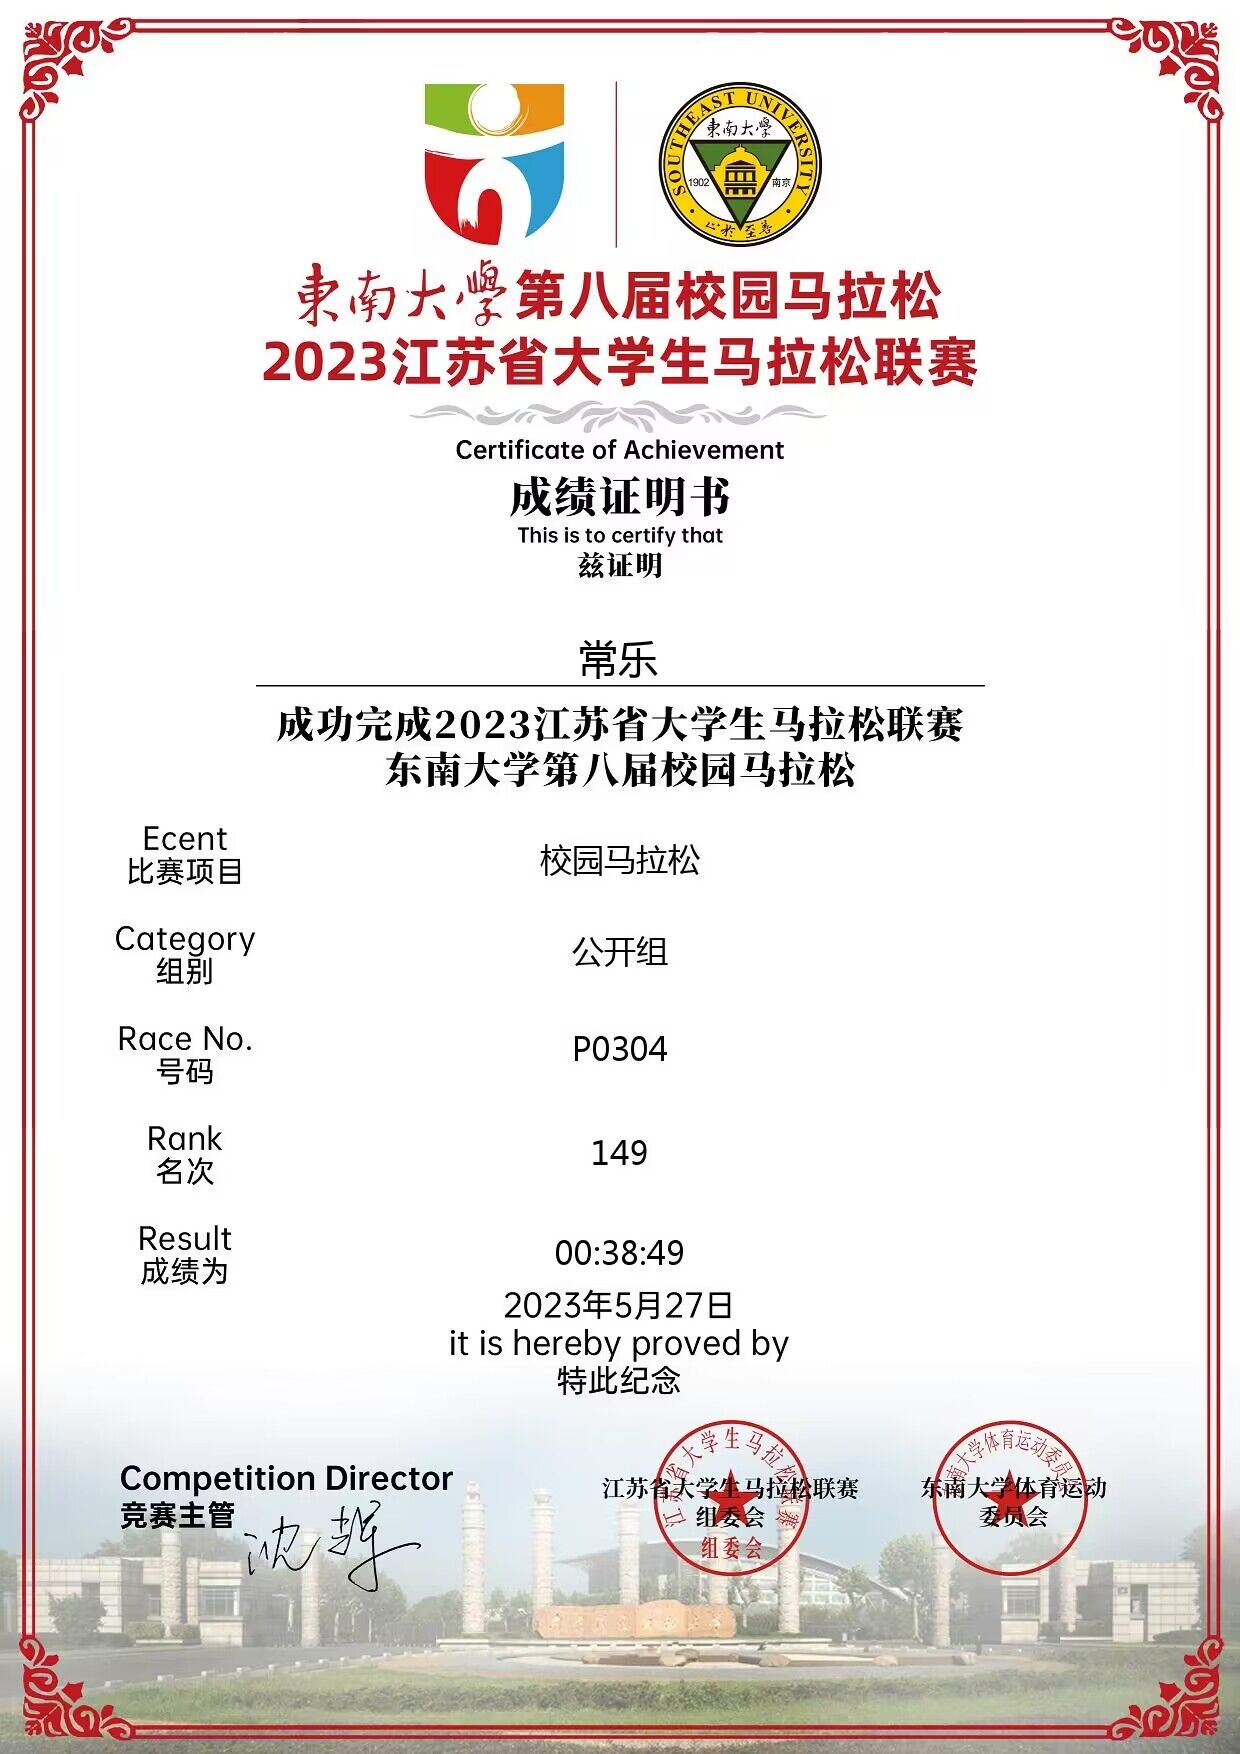 SOUTHEAST UNIVERSITY
東南大學
1902 南京
止於至善
東南大學第八届校园马拉松
2023江苏省大学生马拉松联赛
Certificate of Achievement
成绩证明书
This is to certify that
兹证明
常乐
成功完成2023江苏省大学生马拉松联赛
东南大学第八届校园马拉松
Ecent
比赛项目
校园马拉松
Category
组别
公开组
Race No.
号码
P0304
Rank
名次
149
Result
成绩为
00:38:49
2023年5月27日
it is hereby proved by
特此纪念
Competition Director
竞赛主管
江苏省大学生马拉松联赛
组委会
江苏省大学生马拉松联赛
组委会
东南大学体育运动
委员会
东南大学体育运动委员会